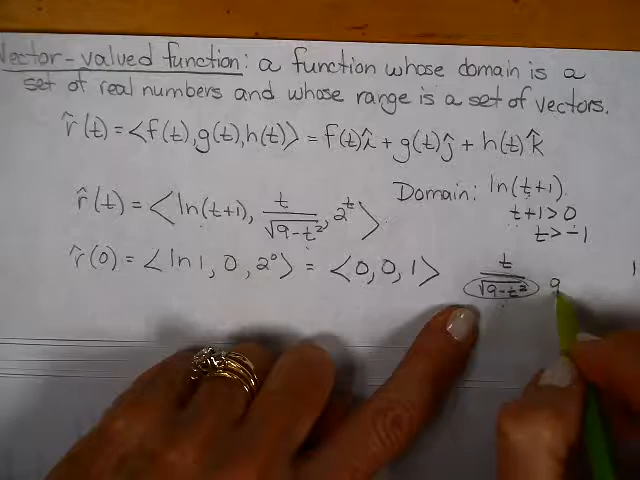 Vector-valued function: a function whose domain is a
set of real numbers and whose range is a set of vectors.
r̂(t) = <f(t), g(t), h(t)> = f(t)î + g(t)ĵ + h(t)k̂
Domain: ln(t+1).
r̂(t) = <ln(t+1), t/√(9-t²), 2^t>
t+1>0
t>-1
r̂(0) = <ln1, 0, 2⁰> = <0, 0, 1>
t/√(9-t²) 9
1